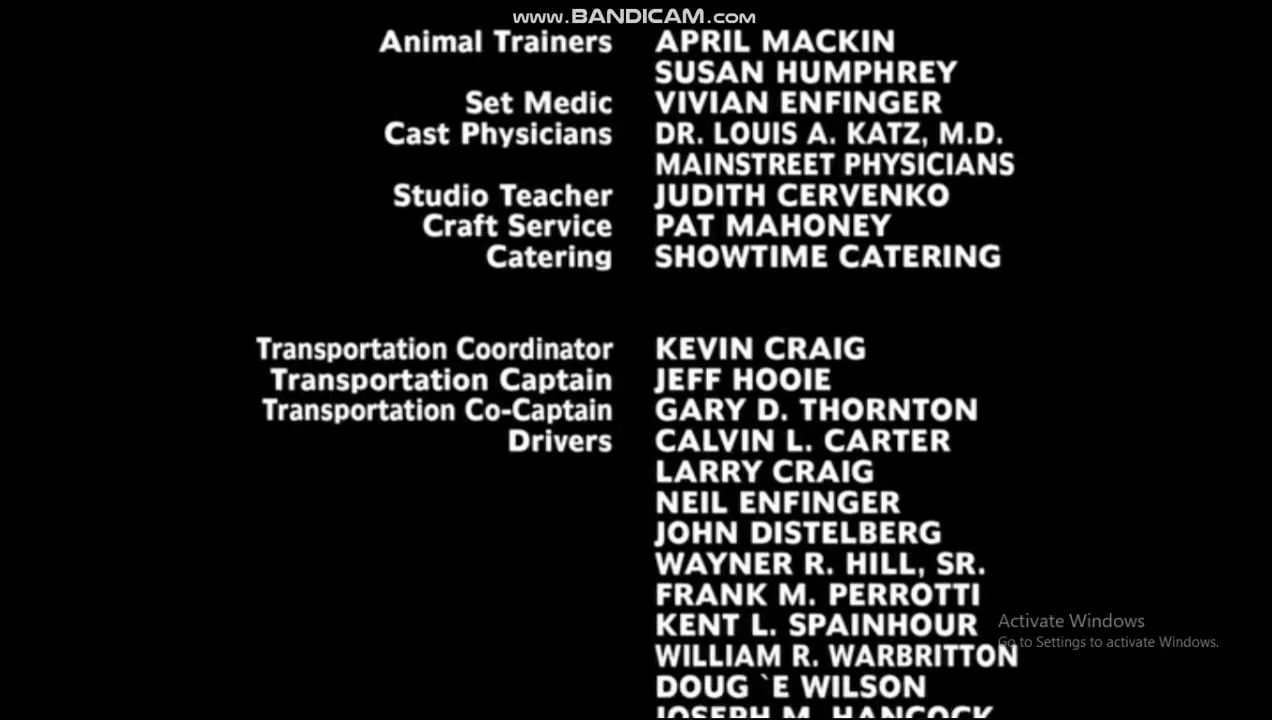 www.BANDICAM.com
Animal Trainers APRIL MACKIN
SUSAN HUMPHREY
Set Medic VIVIAN ENFINGER
Cast Physicians DR. LOUIS A. KATZ, M.D.
MAINSTREET PHYSICIANS
Studio Teacher JUDITH CERVENKO
Craft Service PAT MAHONEY
Catering SHOWTIME CATERING
Transportation Coordinator KEVIN CRAIG
Transportation Captain JEFF HOOIE
Transportation Co-Captain GARY D. THORNTON
Drivers CALVIN L. CARTER
LARRY CRAIG
NEIL ENFINGER
JOHN DISTELBERG
WAYNER R. HILL, SR.
FRANK M. PERROTTI
KENT L. SPAINHOUR
WILLIAM R. WARBRITTON
DOUG `E WILSON
JOSEPH M. HANCOCK
Activate Windows
Go to Settings to activate Windows.